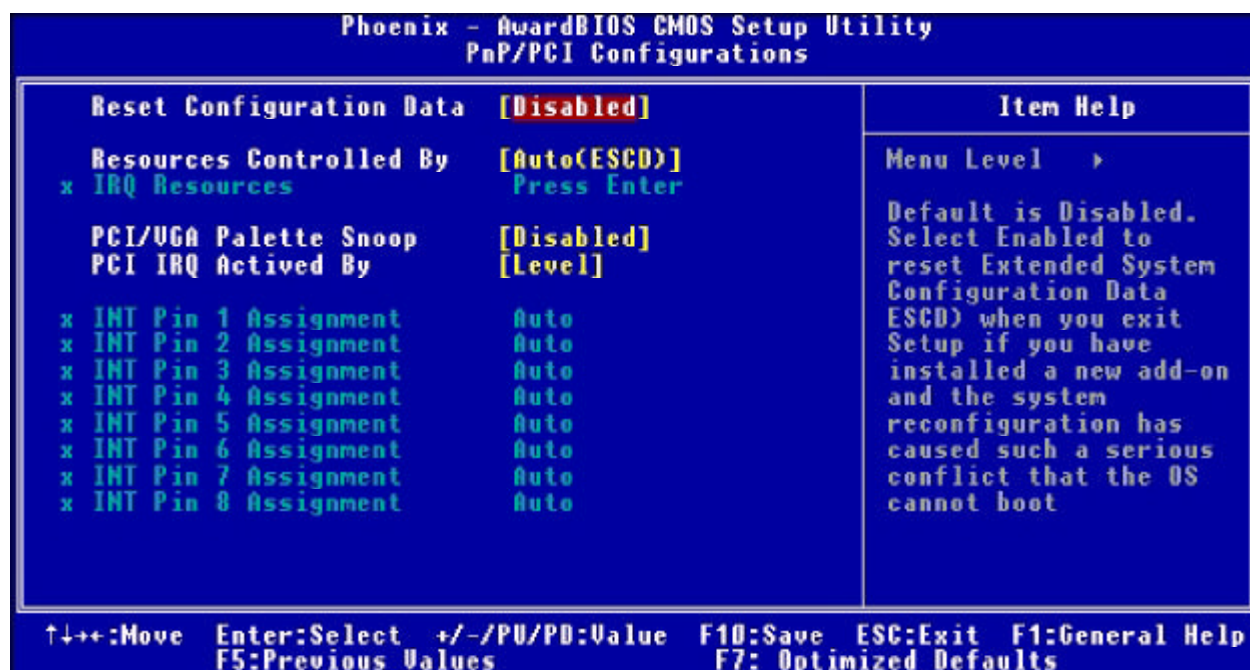 Phoenix - AwardBIOS CMOS Setup Utility
PnP/PCI Configurations
Reset Configuration Data [Disabled]
Resources Controlled By [Auto(ESCD)]
x IRQ Resources Press Enter
PCI/VGA Palette Snoop [Disabled]
PCI IRQ Actived By [Level]
x INT Pin 1 Assignment Auto
x INT Pin 2 Assignment Auto
x INT Pin 3 Assignment Auto
x INT Pin 4 Assignment Auto
x INT Pin 5 Assignment Auto
x INT Pin 6 Assignment Auto
x INT Pin 7 Assignment Auto
x INT Pin 8 Assignment Auto
Item Help
Menu Level ▸
Default is Disabled.
Select Enabled to
reset Extended System
Configuration Data
ESCD) when you exit
Setup if you have
installed a new add-on
and the system
reconfiguration has
caused such a serious
conflict that the OS
cannot boot
↑↓→←:Move Enter:Select +/-/PU/PD:Value F10:Save ESC:Exit F1:General Help
F5:Previous Values F7: Optimized Defaults